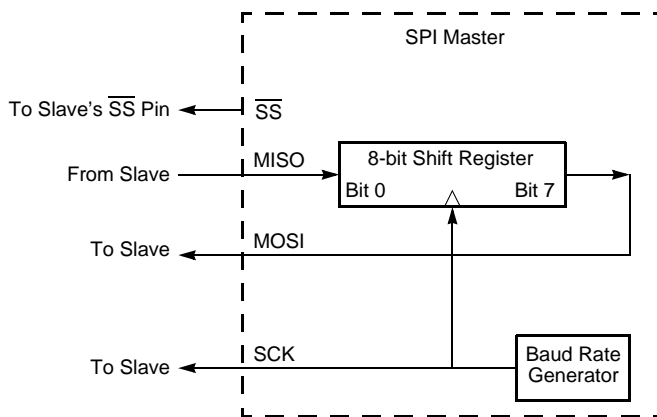 SPI Master
To Slave's SS Pin
SS
From Slave
MISO
8-bit Shift Register
Bit 0
Bit 7
To Slave
MOSI
To Slave
SCK
Baud Rate
Generator